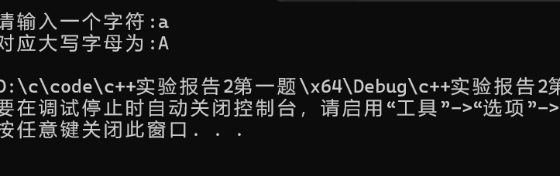 请输入一个字符:a
对应大写字母为:A
D:\c\code\c++实验报告2第一题\x64\Debug\c++实验报告2第
要在调试停止时自动关闭控制台，请启用“工具”->“选项”->
按任意键关闭此窗口. . .